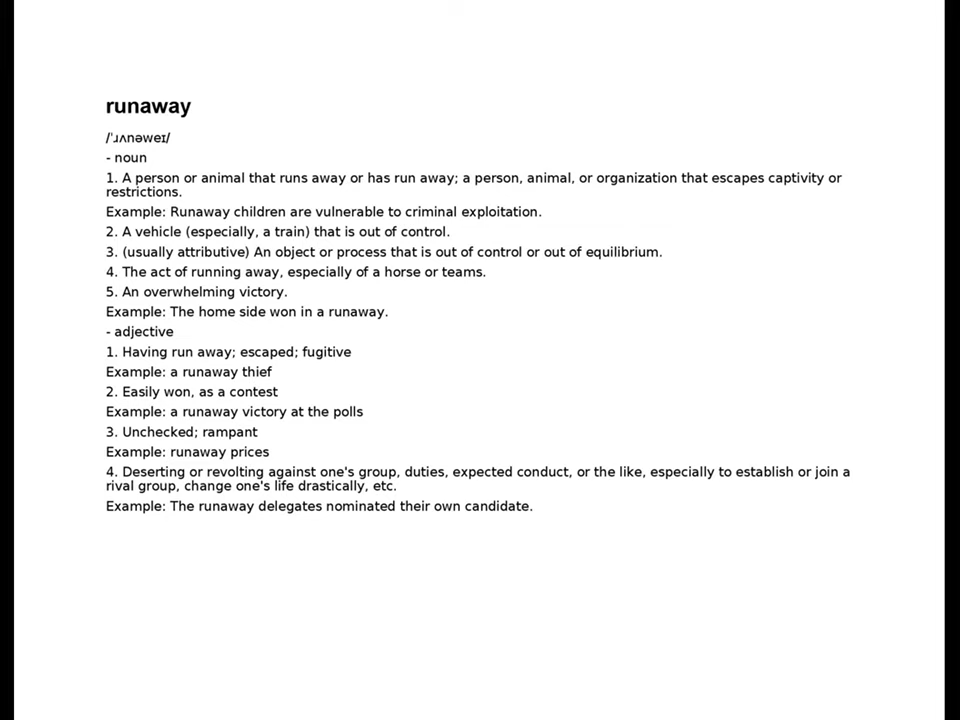 runaway
/ˈɹʌnəweɪ/
- noun
1. A person or animal that runs away or has run away; a person, animal, or organization that escapes captivity or
restrictions.
Example: Runaway children are vulnerable to criminal exploitation.
2. A vehicle (especially, a train) that is out of control.
3. (usually attributive) An object or process that is out of control or out of equilibrium.
4. The act of running away, especially of a horse or teams.
5. An overwhelming victory.
Example: The home side won in a runaway.
- adjective
1. Having run away; escaped; fugitive
Example: a runaway thief
2. Easily won, as a contest
Example: a runaway victory at the polls
3. Unchecked; rampant
Example: runaway prices
4. Deserting or revolting against one's group, duties, expected conduct, or the like, especially to establish or join a
rival group, change one's life drastically, etc.
Example: The runaway delegates nominated their own candidate.